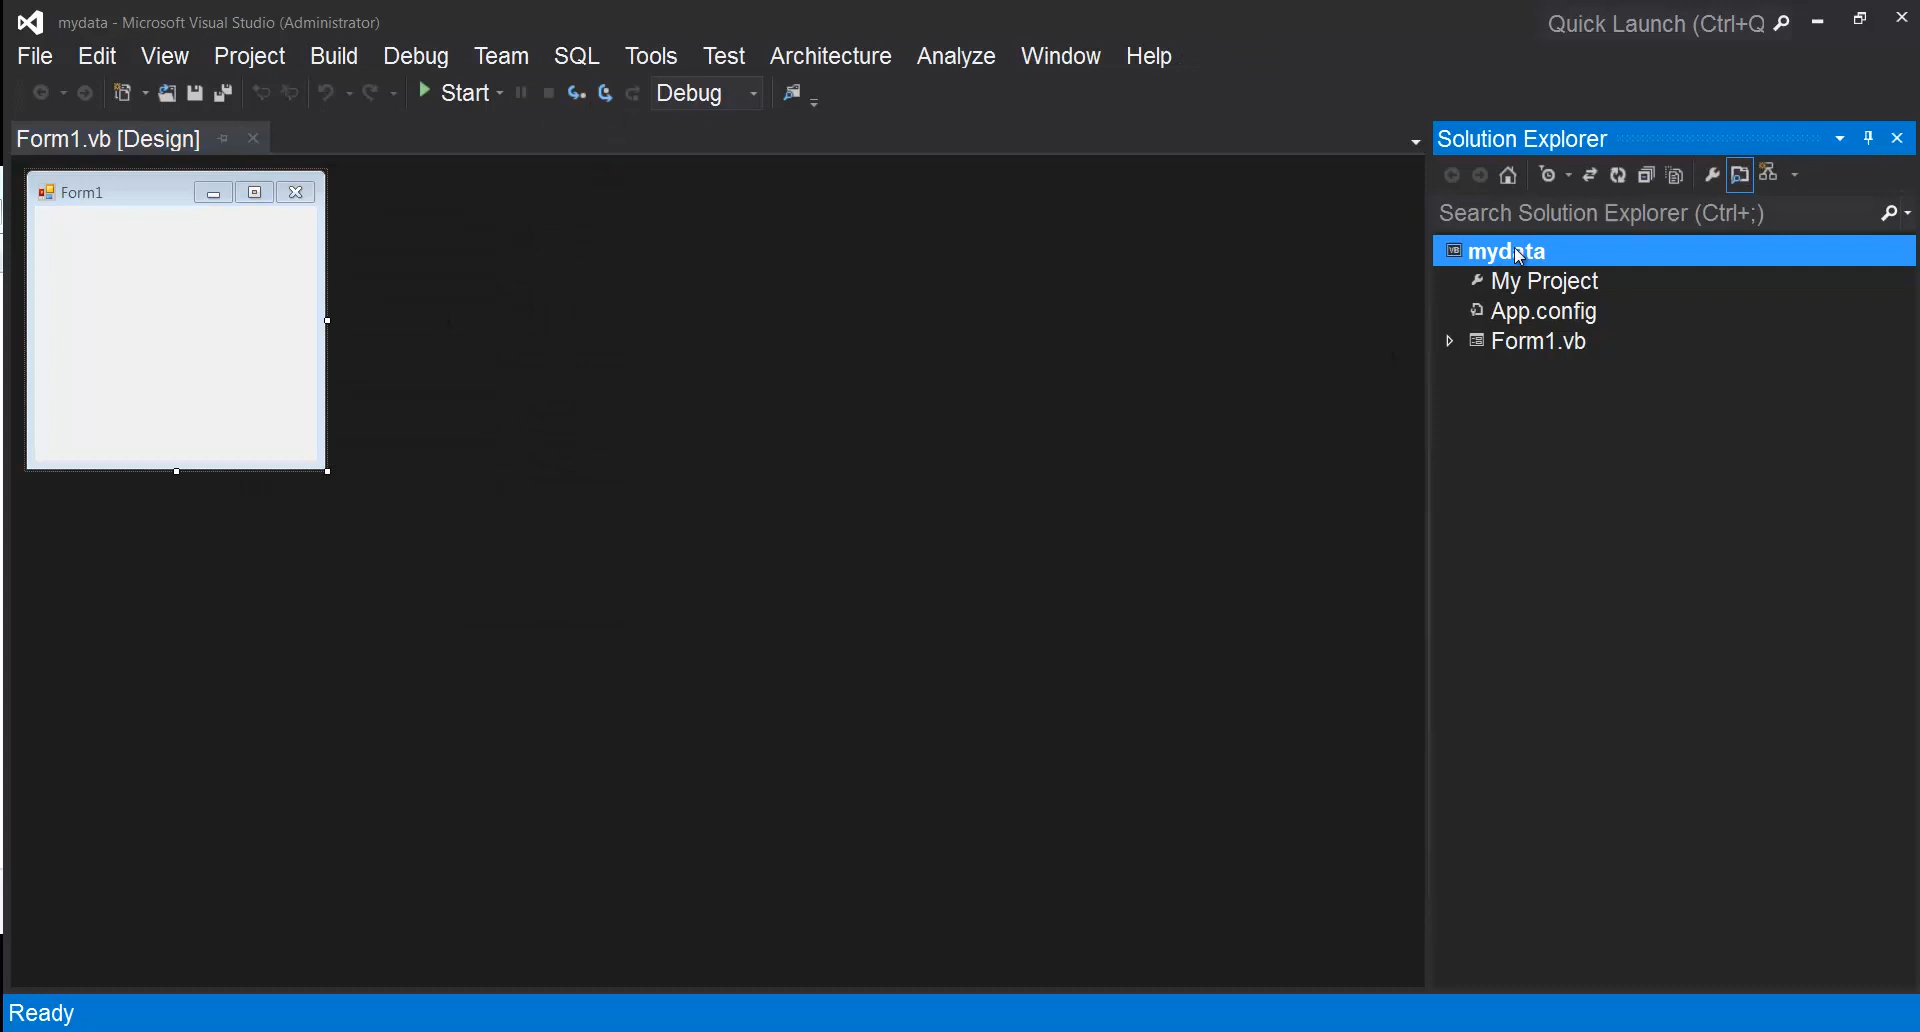 mydata - Microsoft Visual Studio (Administrator)
Quick Launch (Ctrl+Q
File Edit View Project Build Debug Team SQL Tools Test Architecture Analyze Window Help
Start Debug
Form1.vb [Design]
Solution Explorer
Form1
Search Solution Explorer (Ctrl+;)
VB mydata
My Project
App.config
Form1.vb
Ready